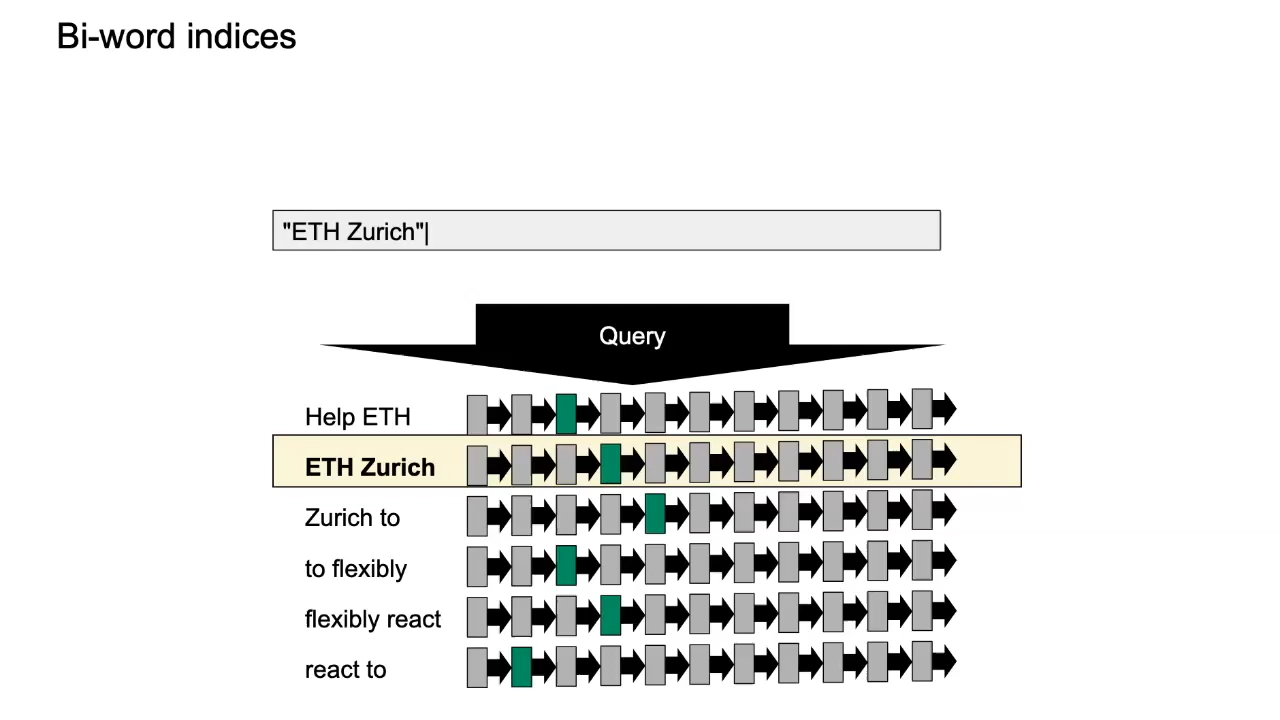 Bi-word indices
"ETH Zurich"|
Query
Help ETH
ETH Zurich
Zurich to
to flexibly
flexibly react
react to